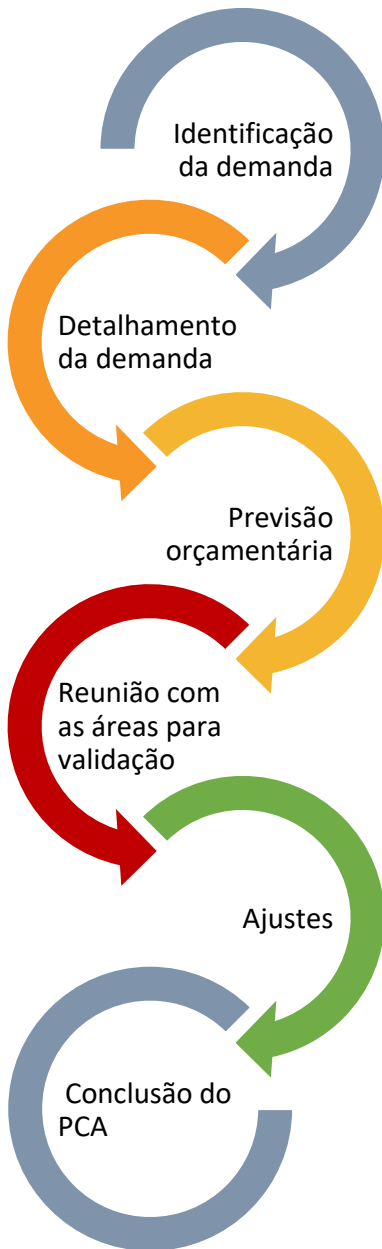 Identificação
da demanda
Detalhamento
da demanda
Previsão
orçamentária
Reunião com
as áreas para
validação
Ajustes
Conclusão do
PCA